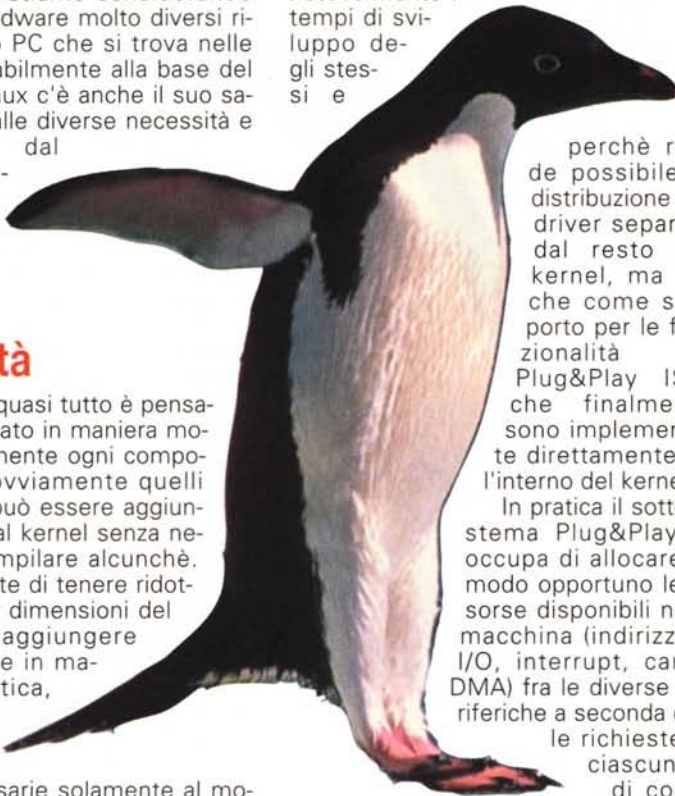 dware molto diversi ri-
o PC che si trova nelle
abilmente alla base del
nux c'è anche il suo sa-
alle diverse necessità e
dal
tà
quasi tutto è pensa-
ato in maniera mo-
mente ogni compo-
ovviamente quelli
può essere aggiun-
al kernel senza ne-
mpilare alcunchè.
te di tenere ridot-
dimensioni del
aggiungere
e in ma-
tica,
sarie solamente al mo-
tempi di svi-
luppo de-
gli stes-
si e
perchè r
de possibile
distribuzione
driver separ
dal resto
kernel, ma
che come s
porto per le f
zionalità
Plug&Play IS
che finalme
sono implemen
te direttamente
l'interno del kerne
In pratica il sotto
stema Plug&Play
occupa di allocare
modo opportuno le
sorse disponibili n
macchina (indirizz
I/O, interrupt, can
DMA) fra le diverse
riferiche a seconda d
le richieste
ciascun
di co